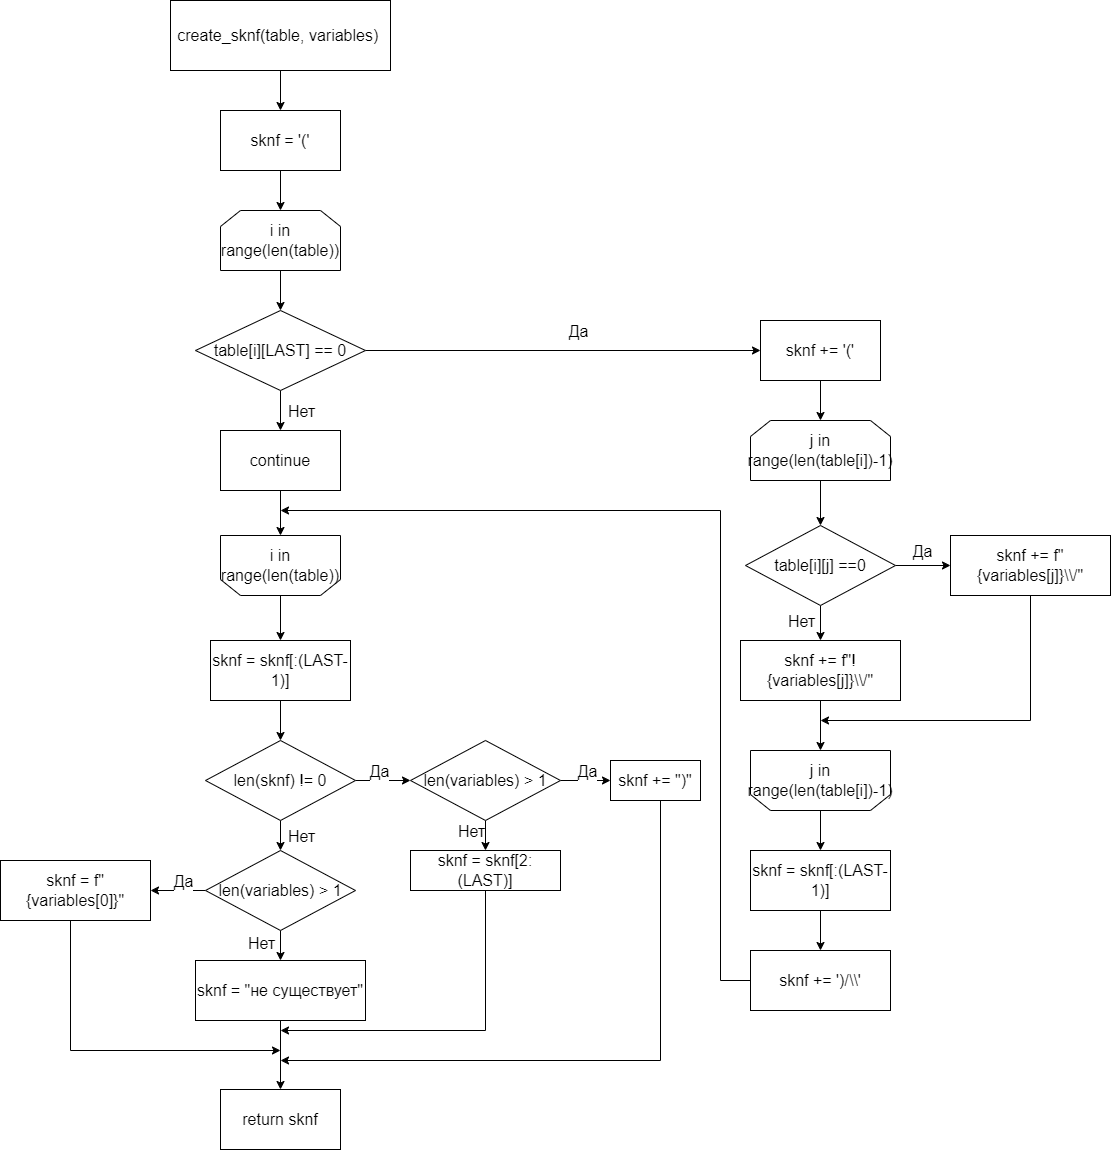 create_sknf(table, variables)
sknf = '('
i in
range(len(table))
table[i][LAST] == 0
Да
Нет
continue
i in
range(len(table))
sknf = sknf[:(LAST-
1)]
len(sknf) != 0
Да
len(variables) > 1
Да
sknf += ")"
Нет
sknf = sknf[2:
(LAST)]
Нет
len(variables) > 1
Да
sknf = f"
{variables[0]}"
Нет
sknf = "не существует"
return sknf
sknf += '('
j in
range(len(table[i])-1)
table[i][j] ==0
Да
sknf += f"
{variables[j]}\\/"
Нет
sknf += f"!
{variables[j]}\\/"
j in
range(len(table[i])-1)
sknf = sknf[:(LAST-
1)]
sknf += ')/\\'